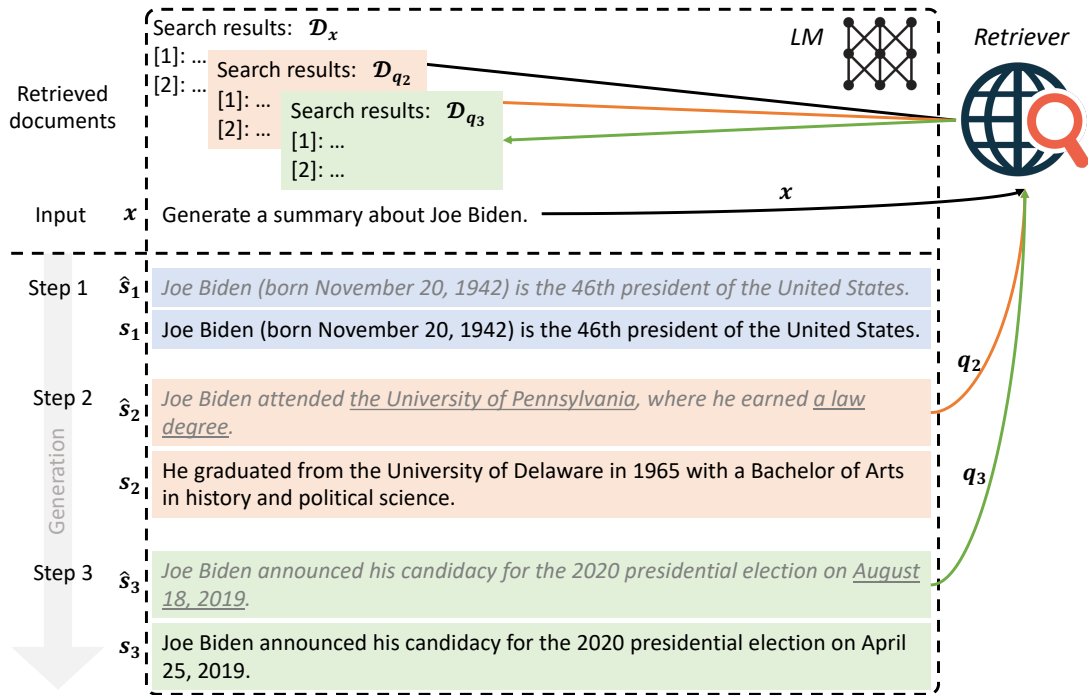 Search results: 𝓓x
[1]: ...
[2]: ...
Search results: 𝓓q2
[1]: ...
[2]: ...
Search results: 𝓓q3
[1]: ...
[2]: ...
LM
Retriever
Retrieved
documents
Input x Generate a summary about Joe Biden.
x
Step 1 ŝ1 Joe Biden (born November 20, 1942) is the 46th president of the United States.
s1 Joe Biden (born November 20, 1942) is the 46th president of the United States.
q2
Step 2 ŝ2 Joe Biden attended the University of Pennsylvania, where he earned a law
degree.
s2 He graduated from the University of Delaware in 1965 with a Bachelor of Arts
in history and political science.
q3
Generation
Step 3 ŝ3 Joe Biden announced his candidacy for the 2020 presidential election on August
18, 2019.
s3 Joe Biden announced his candidacy for the 2020 presidential election on April
25, 2019.